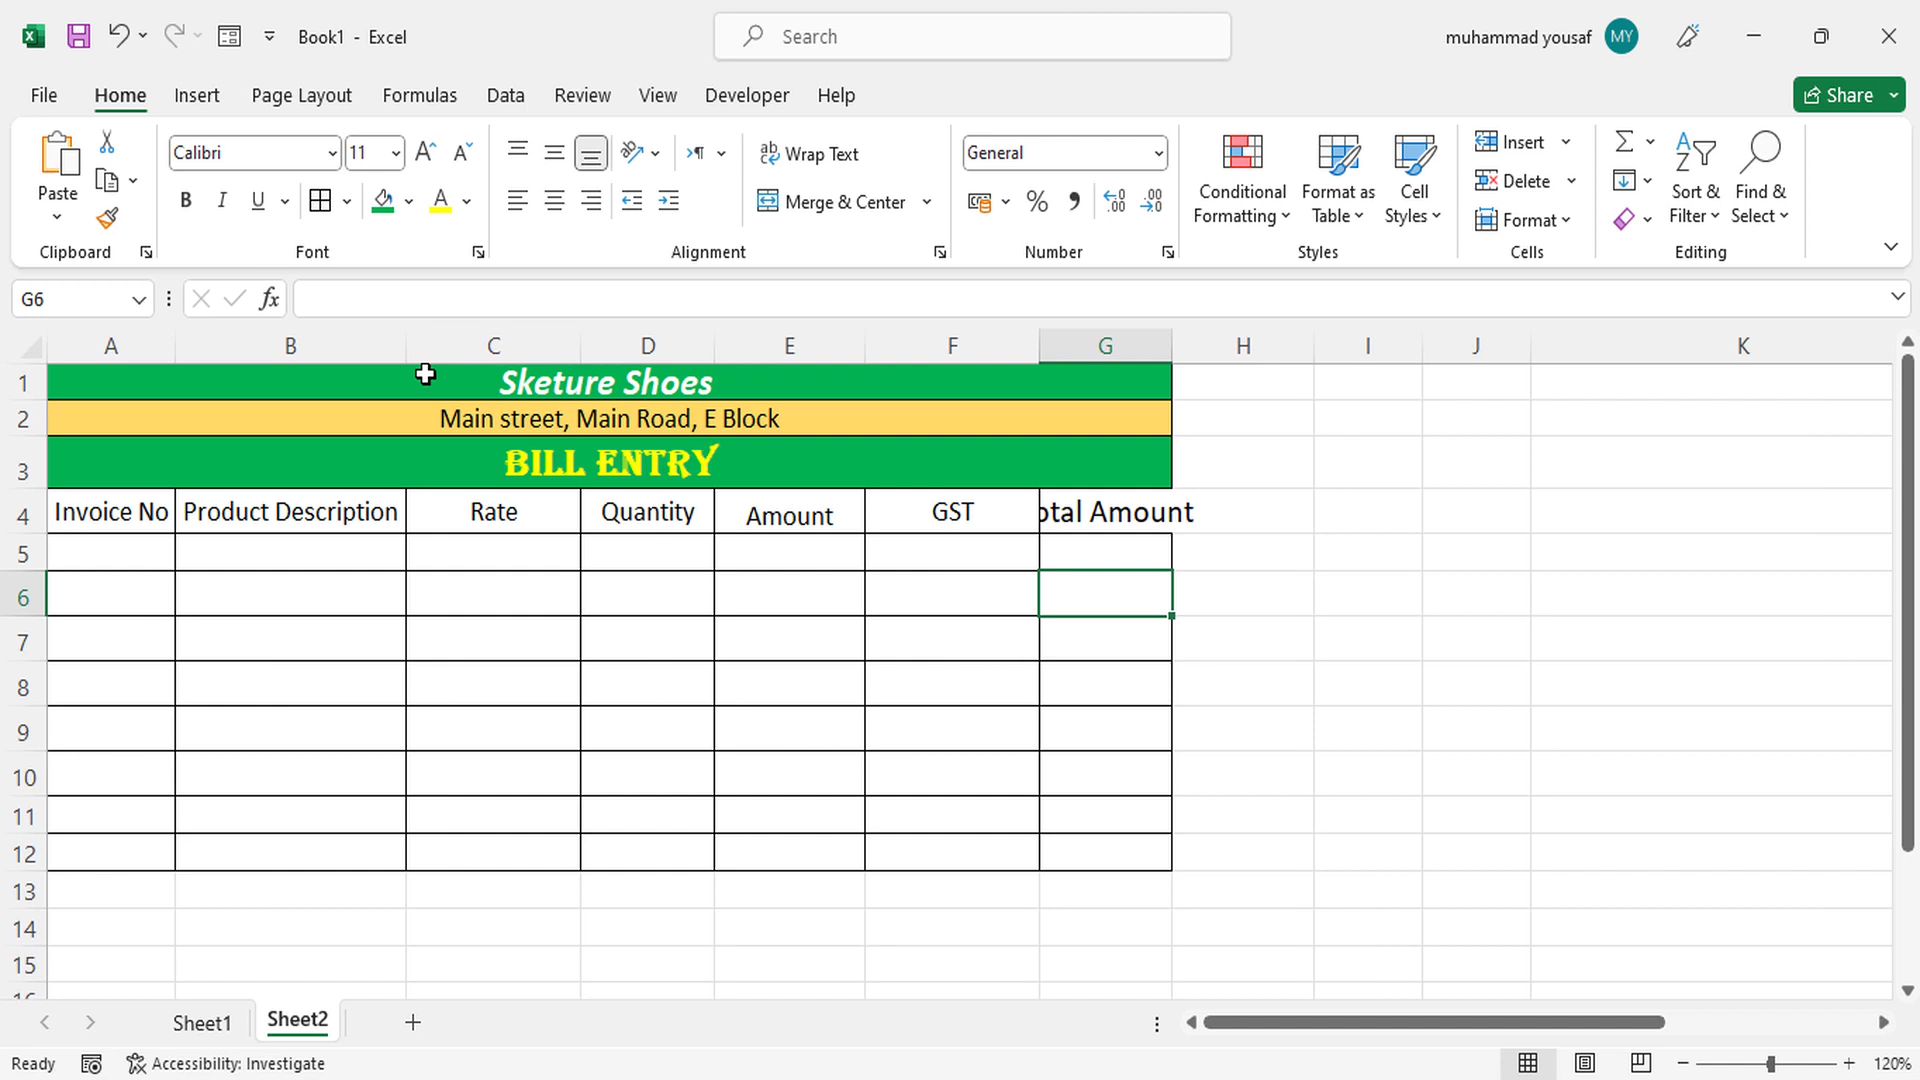 Book1 - Excel
Search
muhammad yousaf
MY
File Home Insert Page Layout Formulas Data Review View Developer Help
Share
Paste
Clipboard
Calibri
11
B I U
A
Font
ab Wrap Text
Merge & Center
Alignment
General
%
Number
Conditional Formatting
Format as Table
Cell Styles
Styles
Insert
Delete
Format
Cells
Sort & Filter
Find & Select
Editing
G6
fx
A B C D E F G H I J K
1 Sketure Shoes
2 Main street, Main Road, E Block
3 BILL ENTRY
4 Invoice No Product Description Rate Quantity Amount GST otal Amount
5
6
7
8
9
10
11
12
13
14
15
16
Sheet1 Sheet2
Ready
Accessibility: Investigate
120%